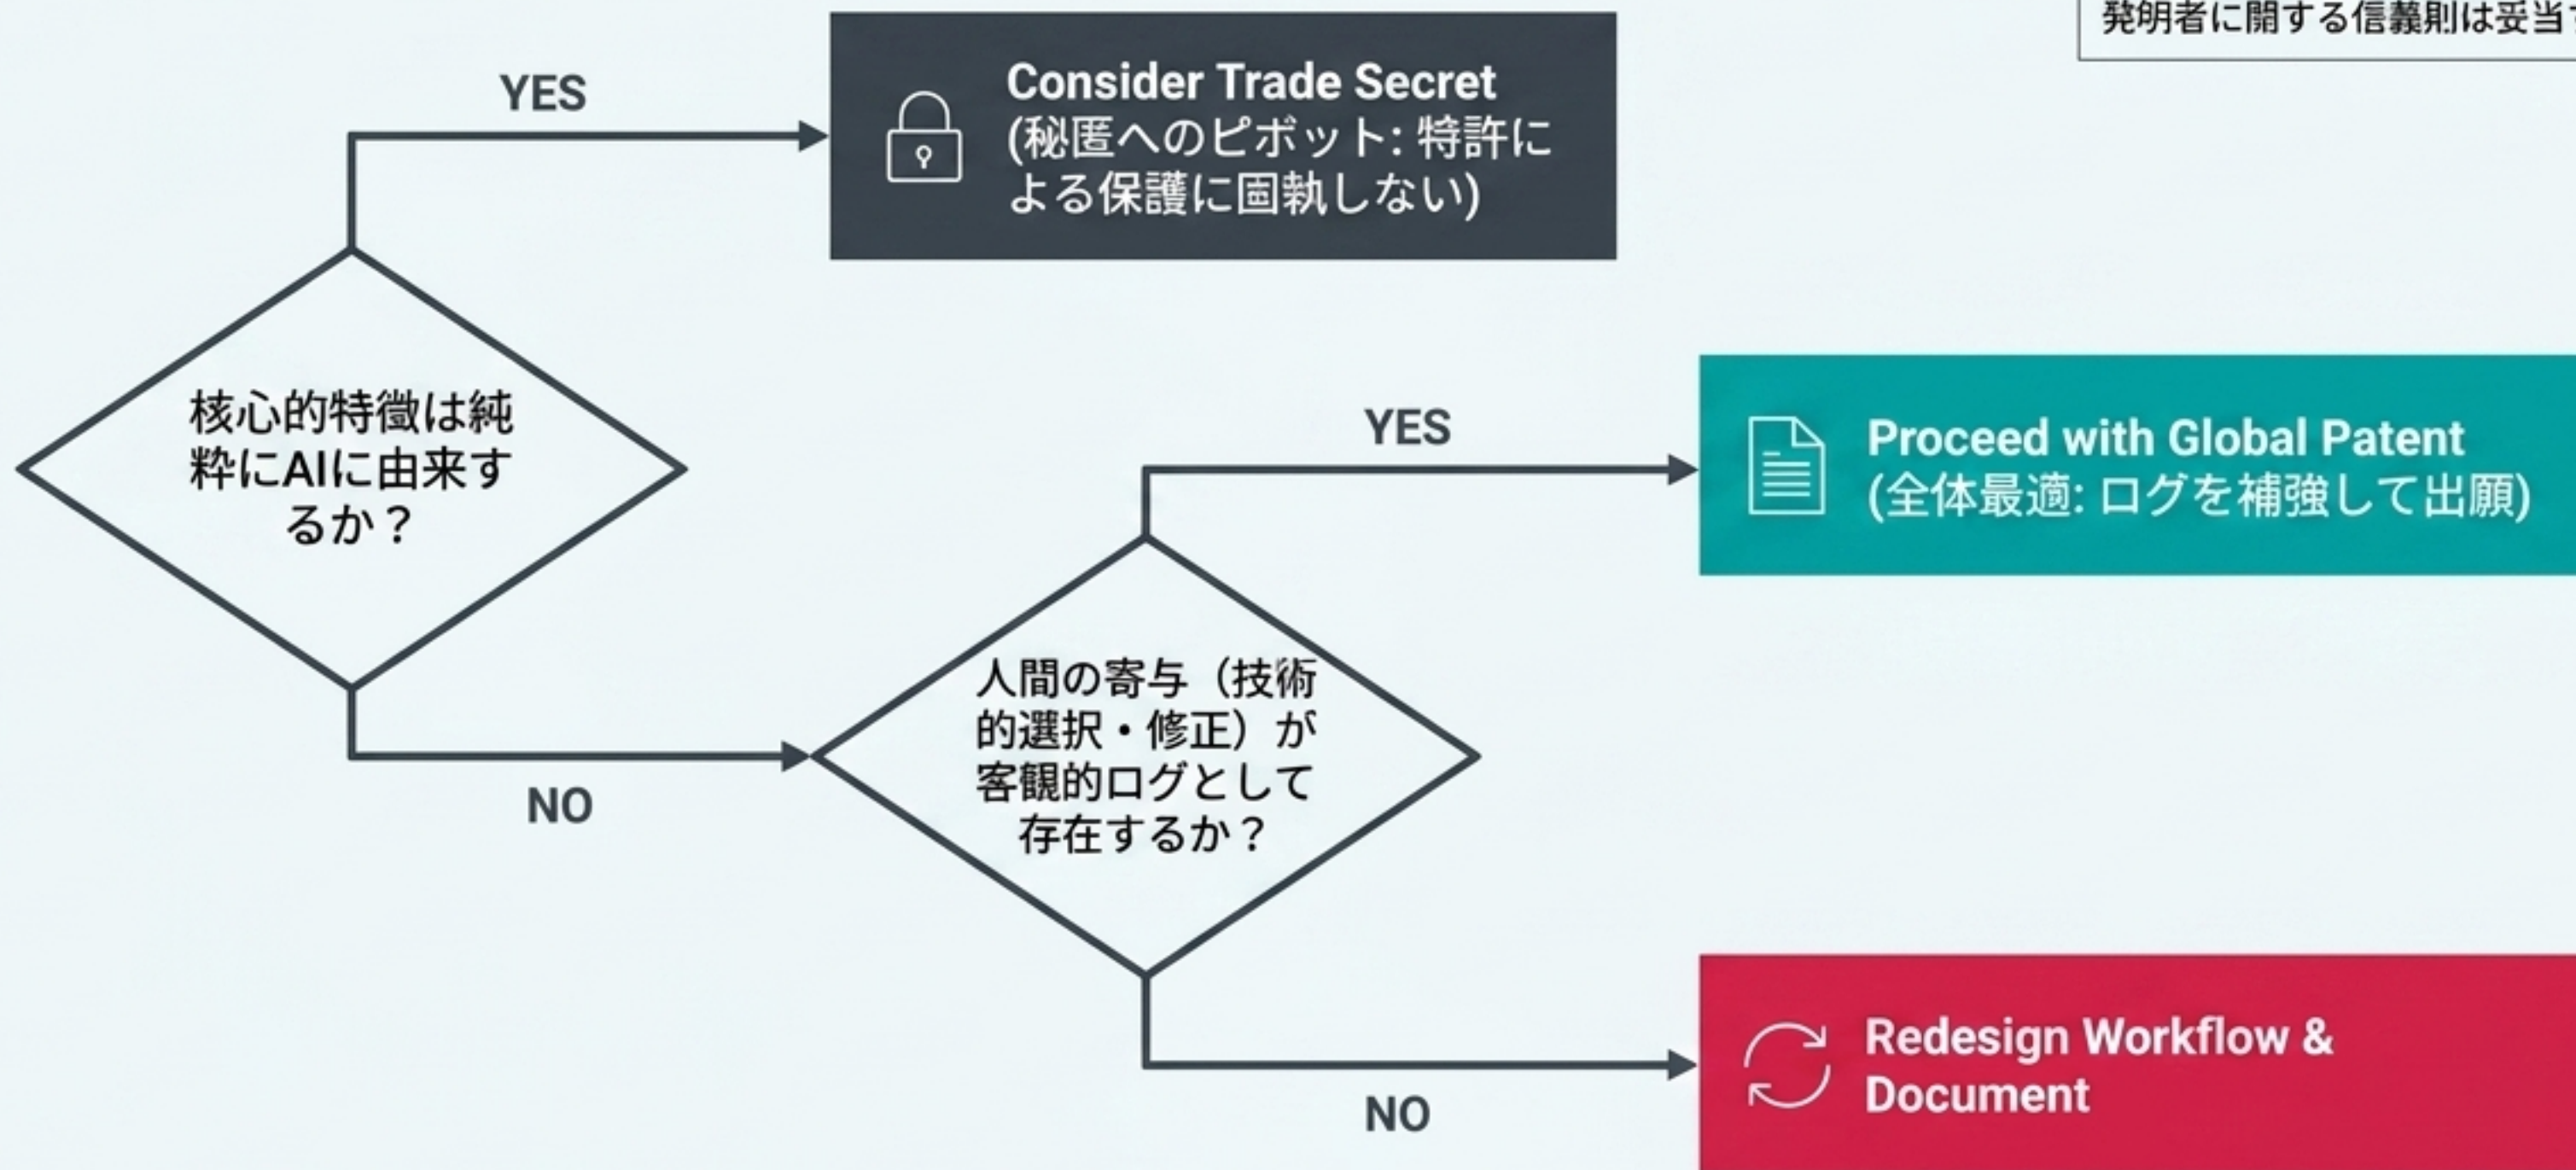 発明者に関する信義則は妥当
YES
Consider Trade Secret
(秘匿へのピボット: 特許に
よる保護に固執しない)
核心的特徴は純
粋にAIに由来す
るか？
YES
Proceed with Global Patent
(全体最適: ログを補強して出願)
NO
人間の寄与（技術
的選択・修正）が
客観的ログとして
存在するか？
Redesign Workflow &
Document
NO